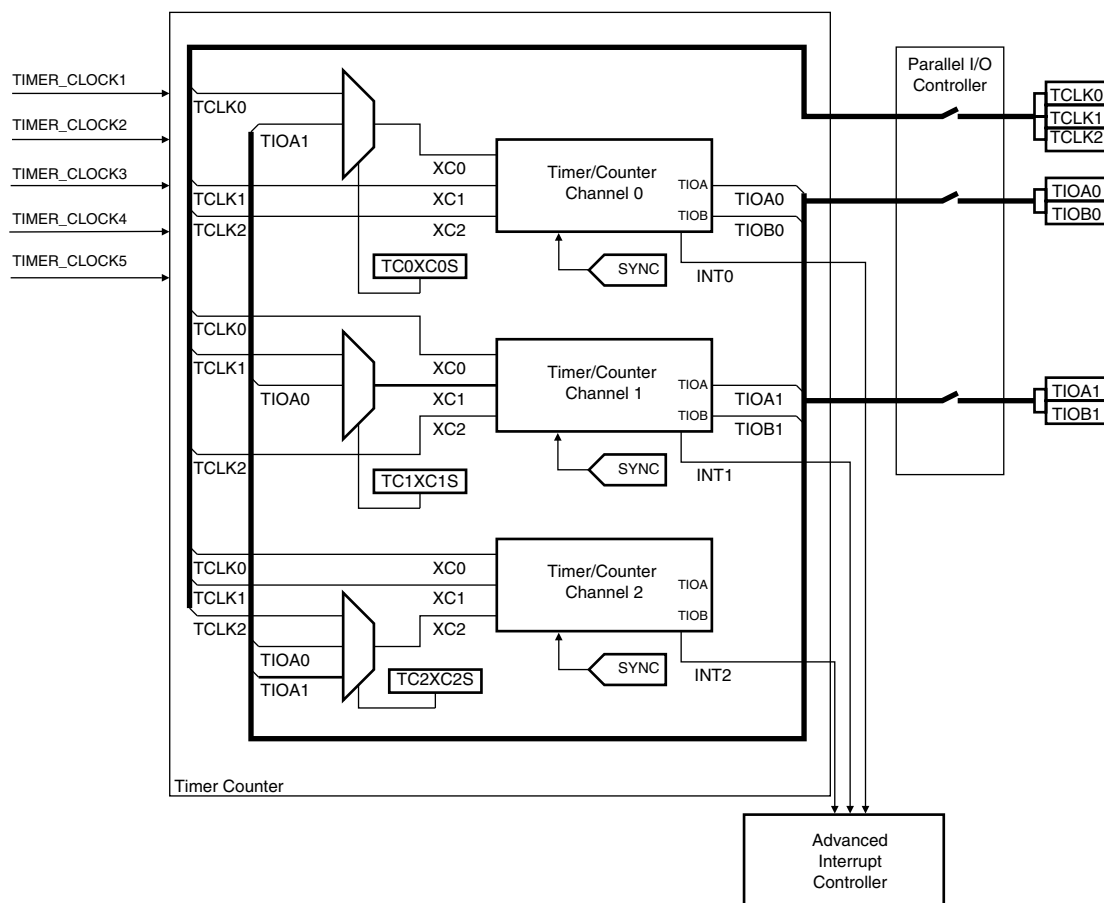 TIMER_CLOCK1
TIMER_CLOCK2
TIMER_CLOCK3
TIMER_CLOCK4
TIMER_CLOCK5
TCLK0
TIOA1
TCLK1
TCLK2
XC0
XC1
XC2
TC0XC0S
Timer/Counter
Channel 0
TIOA
TIOB
TIOA0
TIOB0
SYNC
INT0
TCLK0
TCLK1
TIOA0
TCLK2
XC0
XC1
XC2
TC1XC1S
Timer/Counter
Channel 1
TIOA
TIOB
TIOA1
TIOB1
SYNC
INT1
TCLK0
TCLK1
TCLK2
TIOA0
TIOA1
XC0
XC1
XC2
TC2XC2S
Timer/Counter
Channel 2
TIOA
TIOB
SYNC
INT2
Timer Counter
Parallel I/O
Controller
TCLK0
TCLK1
TCLK2
TIOA0
TIOB0
TIOA1
TIOB1
Advanced
Interrupt
Controller